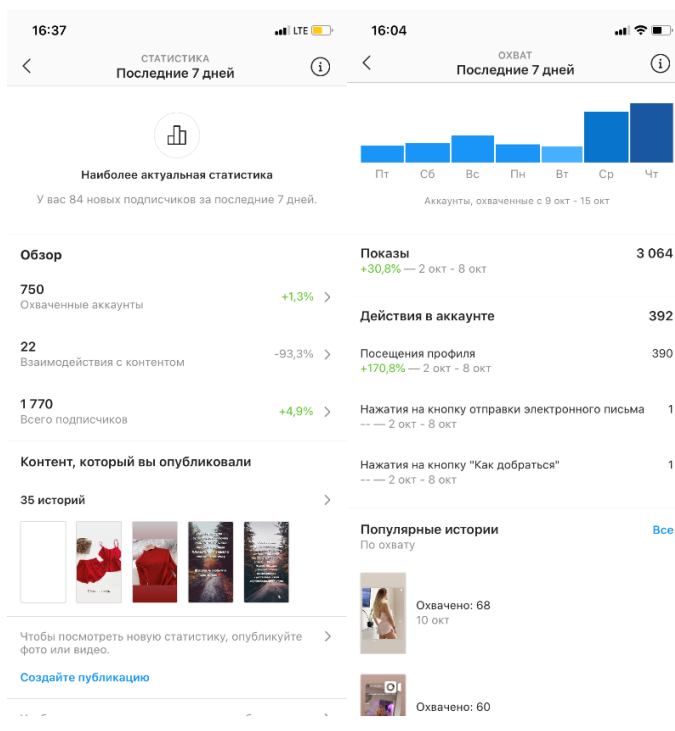 16:37
LTE
СТАТИСТИКА
Последние 7 дней
Наиболее актуальная статистика
У вас 84 новых подписчиков за последние 7 дней.
Обзор
750
Охваченные аккаунты
+1,3%
22
Взаимодействия с контентом
-93,3%
1 770
Всего подписчиков
+4,9%
Контент, который вы опубликовали
35 историй
Чтобы посмотреть новую статистику, опубликуйте
фото или видео.
Создайте публикацию
16:04
ОХВАТ
Последние 7 дней
Пт Сб Вс Пн Вт Ср Чт
Аккаунты, охваченные с 9 окт - 15 окт
Показы 3 064
+30,8% — 2 окт - 8 окт
Действия в аккаунте 392
Посещения профиля 390
+170,8% — 2 окт - 8 окт
Нажатия на кнопку отправки электронного письма 1
-- — 2 окт - 8 окт
Нажатия на кнопку "Как добраться" 1
-- — 2 окт - 8 окт
Популярные истории Все
По охвату
Охвачено: 68
10 окт
Охвачено: 60